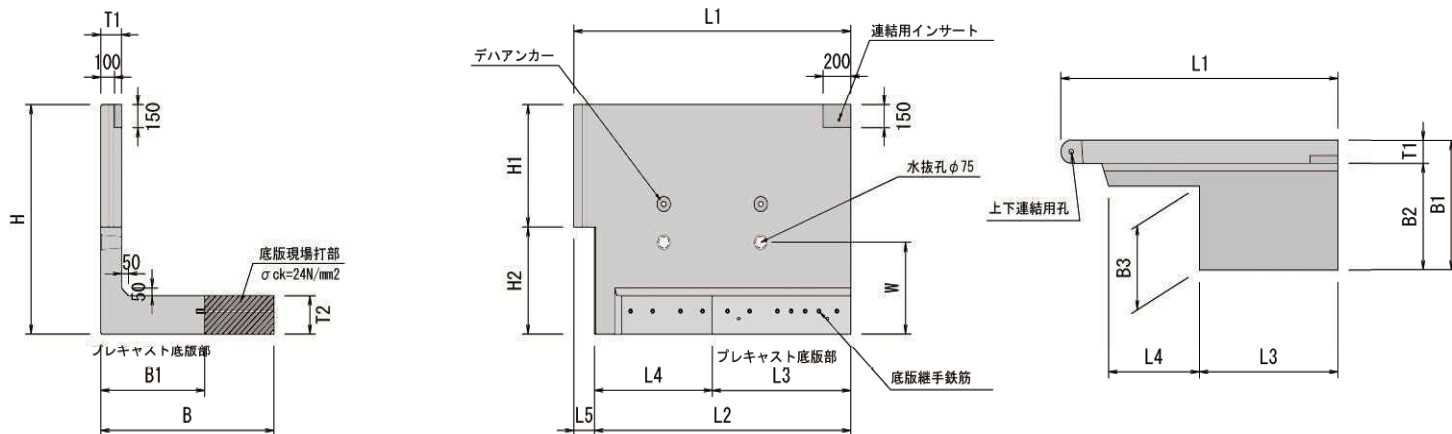 T1
100
150
H
50
50
底版現場打部
σck=24N/mm2
T2
プレキャスト底版部
B1
B
L1
デハアンカー
連結用インサート
200
150
H1
水抜孔φ75
H2
W
プレキャスト底版部
L4
L3
底版継手鉄筋
L5
L2
L1
T1
上下連結用孔
B2
B1
B3
L4
L3